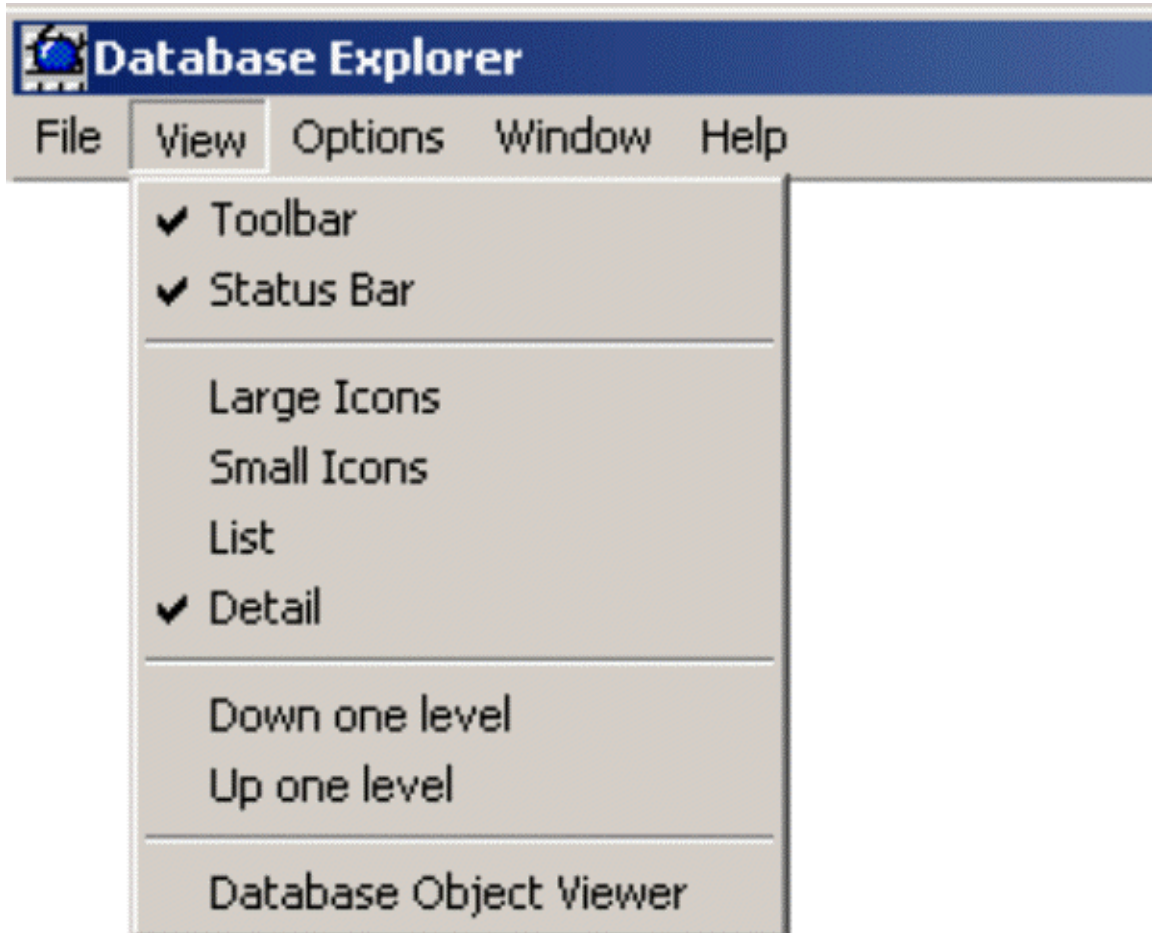 Database Explorer
File View Options Window Help
Toolbar
Status Bar
Large Icons
Small Icons
List
Detail
Down one level
Up one level
Database Object Viewer